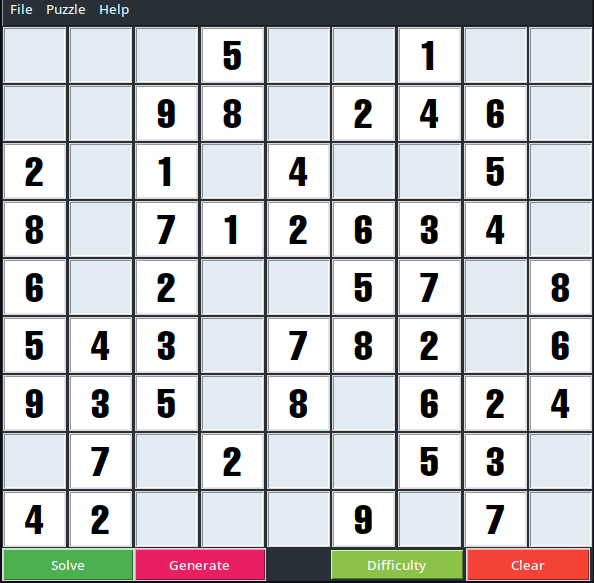 File Puzzle Help
5 1
9 8 2 4 6
2 1 4 5
8 7 1 2 6 3 4
6 2 5 7 8
5 4 3 7 8 2 6
9 3 5 8 6 2 4
7 2 5 3
4 2 9 7
Solve Generate Difficulty Clear